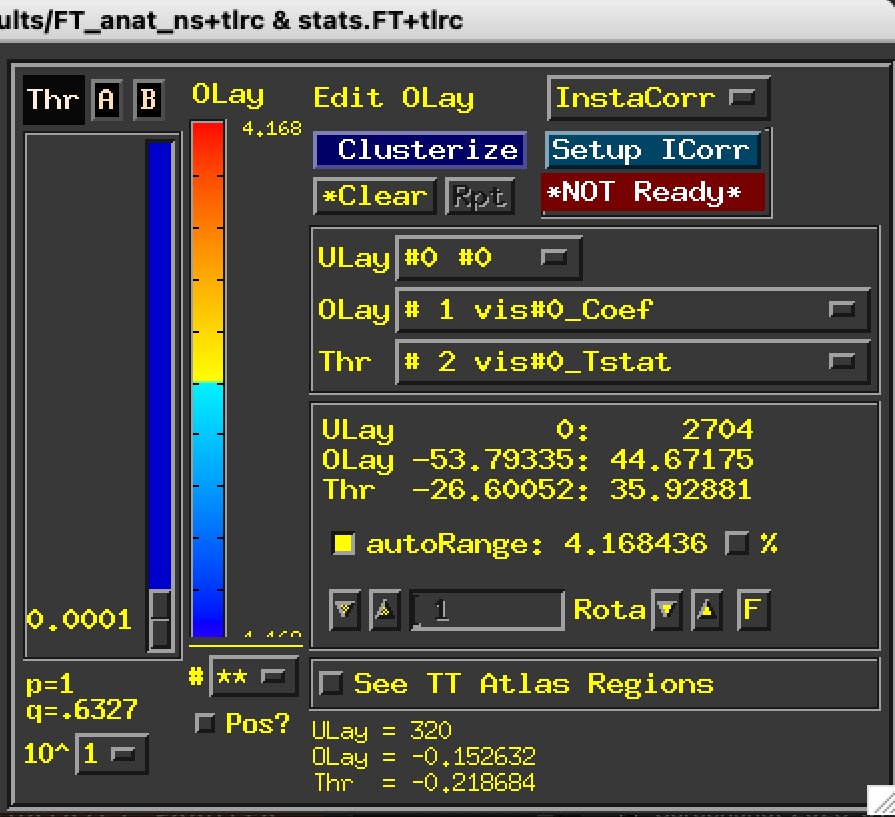 ults/FT_anat_ns+tlrc & stats.FT+tlrc
Thr A B OLay Edit OLay InstaCorr
4.168
Clusterize Setup ICorr
*Clear Rpt *NOT Ready*
ULay #0 #0
OLay # 1 vis#0_Coef
Thr # 2 vis#0_Tstat
ULay 0: 2704
OLay -53.79335: 44.67175
Thr -26.60052: 35.92881
autoRange: 4.168436 %
0.0001
1 Rota F
# **
See TT Atlas Regions
p=1
q=.6327
Pos?
10^ 1
ULay = 320
OLay = -0.152632
Thr = -0.218684